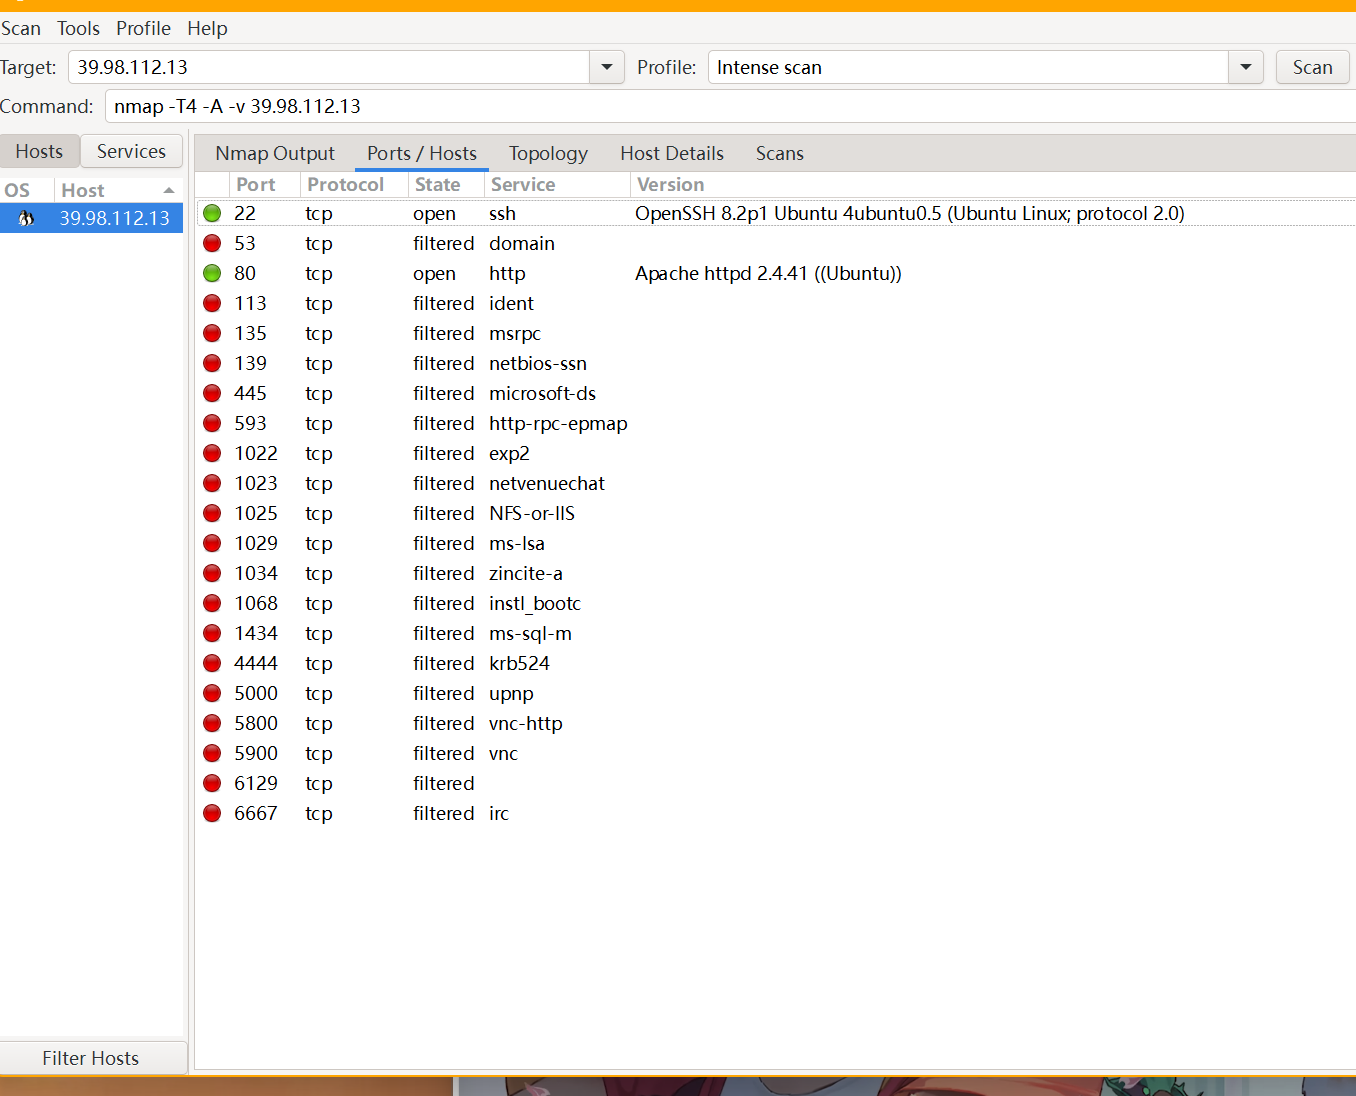 Scan Tools Profile Help
Target: 39.98.112.13 Profile: Intense scan Scan
Command: nmap -T4 -A -v 39.98.112.13
Hosts Services Nmap Output Ports / Hosts Topology Host Details Scans
OS Host Port Protocol State Service Version
39.98.112.13
22 tcp open ssh OpenSSH 8.2p1 Ubuntu 4ubuntu0.5 (Ubuntu Linux; protocol 2.0)
53 tcp filtered domain
80 tcp open http Apache httpd 2.4.41 ((Ubuntu))
113 tcp filtered ident
135 tcp filtered msrpc
139 tcp filtered netbios-ssn
445 tcp filtered microsoft-ds
593 tcp filtered http-rpc-epmap
1022 tcp filtered exp2
1023 tcp filtered netvenuechat
1025 tcp filtered NFS-or-IIS
1029 tcp filtered ms-lsa
1034 tcp filtered zincite-a
1068 tcp filtered instl_bootc
1434 tcp filtered ms-sql-m
4444 tcp filtered krb524
5000 tcp filtered upnp
5800 tcp filtered vnc-http
5900 tcp filtered vnc
6129 tcp filtered
6667 tcp filtered irc
Filter Hosts